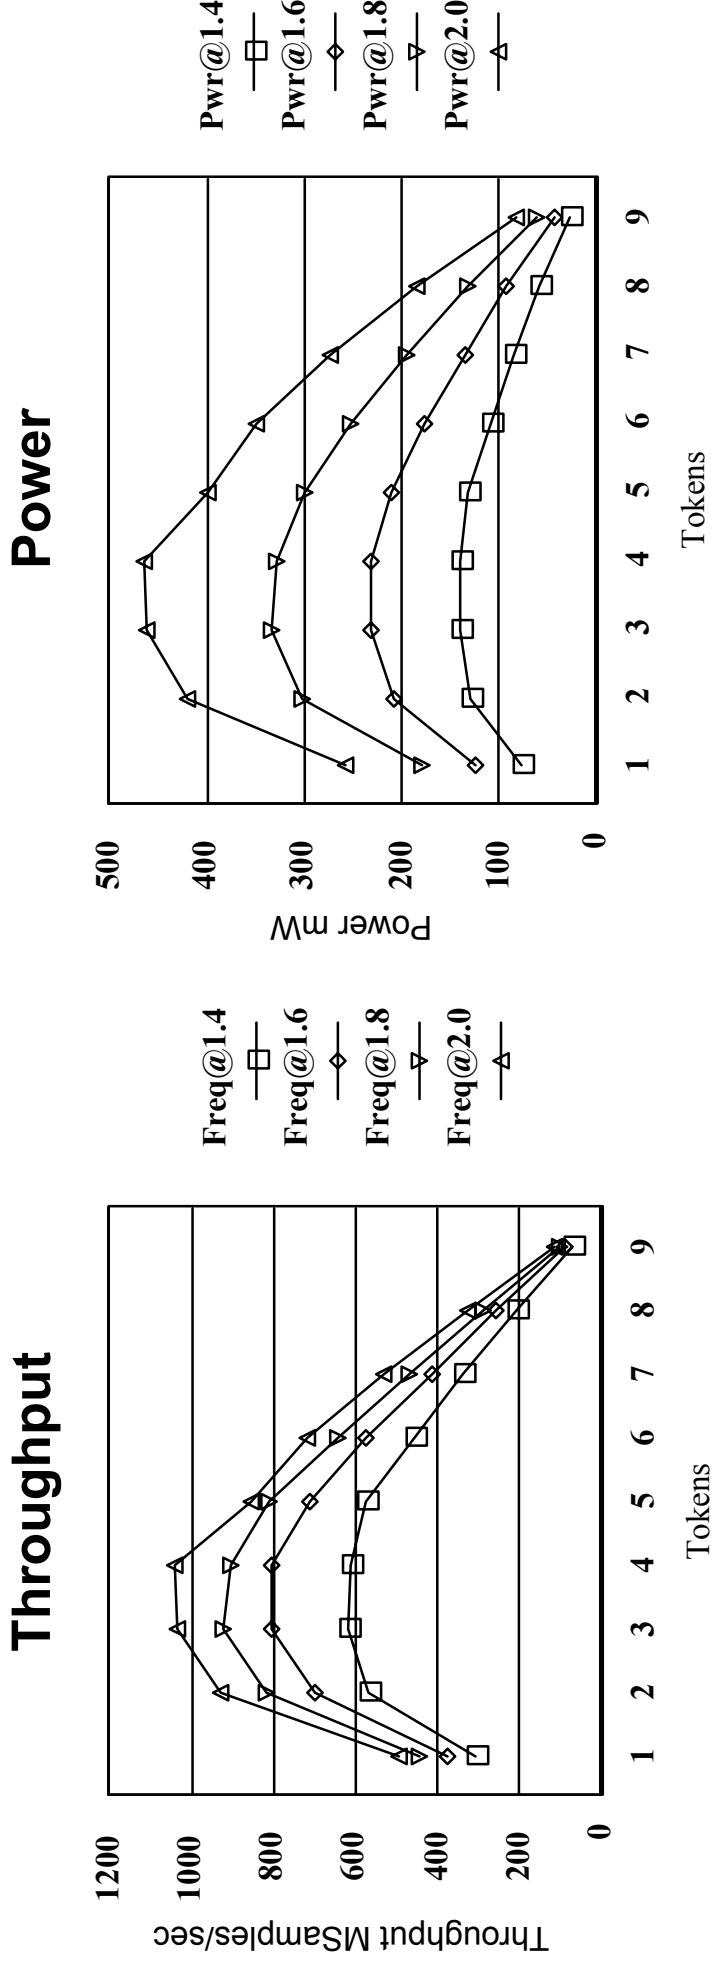 Throughput
Throughput MSamples/sec
1200
1000
800
600
400
200
0
1 2 3 4 5 6 7 8 9
Tokens
Freq@1.4
Freq@1.6
Freq@1.8
Freq@2.0
Power
Power mW
500
400
300
200
100
0
1 2 3 4 5 6 7 8 9
Tokens
Pwr@1.4
Pwr@1.6
Pwr@1.8
Pwr@2.0